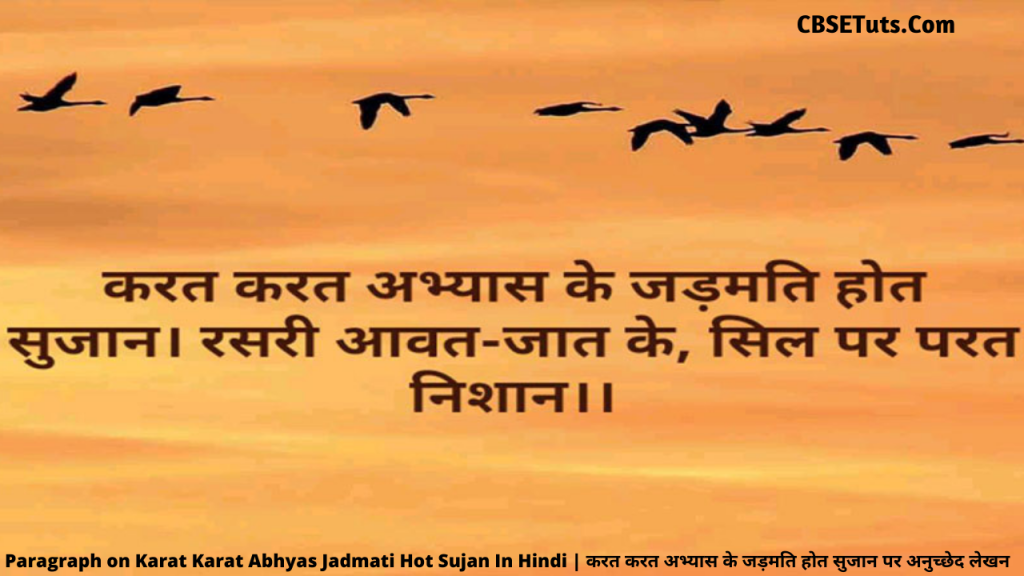 CBSETuts.Com
करत करत अभ्यास के जड़मति होत
सुजान। रसरी आवत-जात के, सिल पर परत
निशान।।
Paragraph on Karat Karat Abhyas Jadmati Hot Sujan In Hindi | करत करत अभ्यास के जड़मति होत सुजान पर अनुच्छेद लेखन